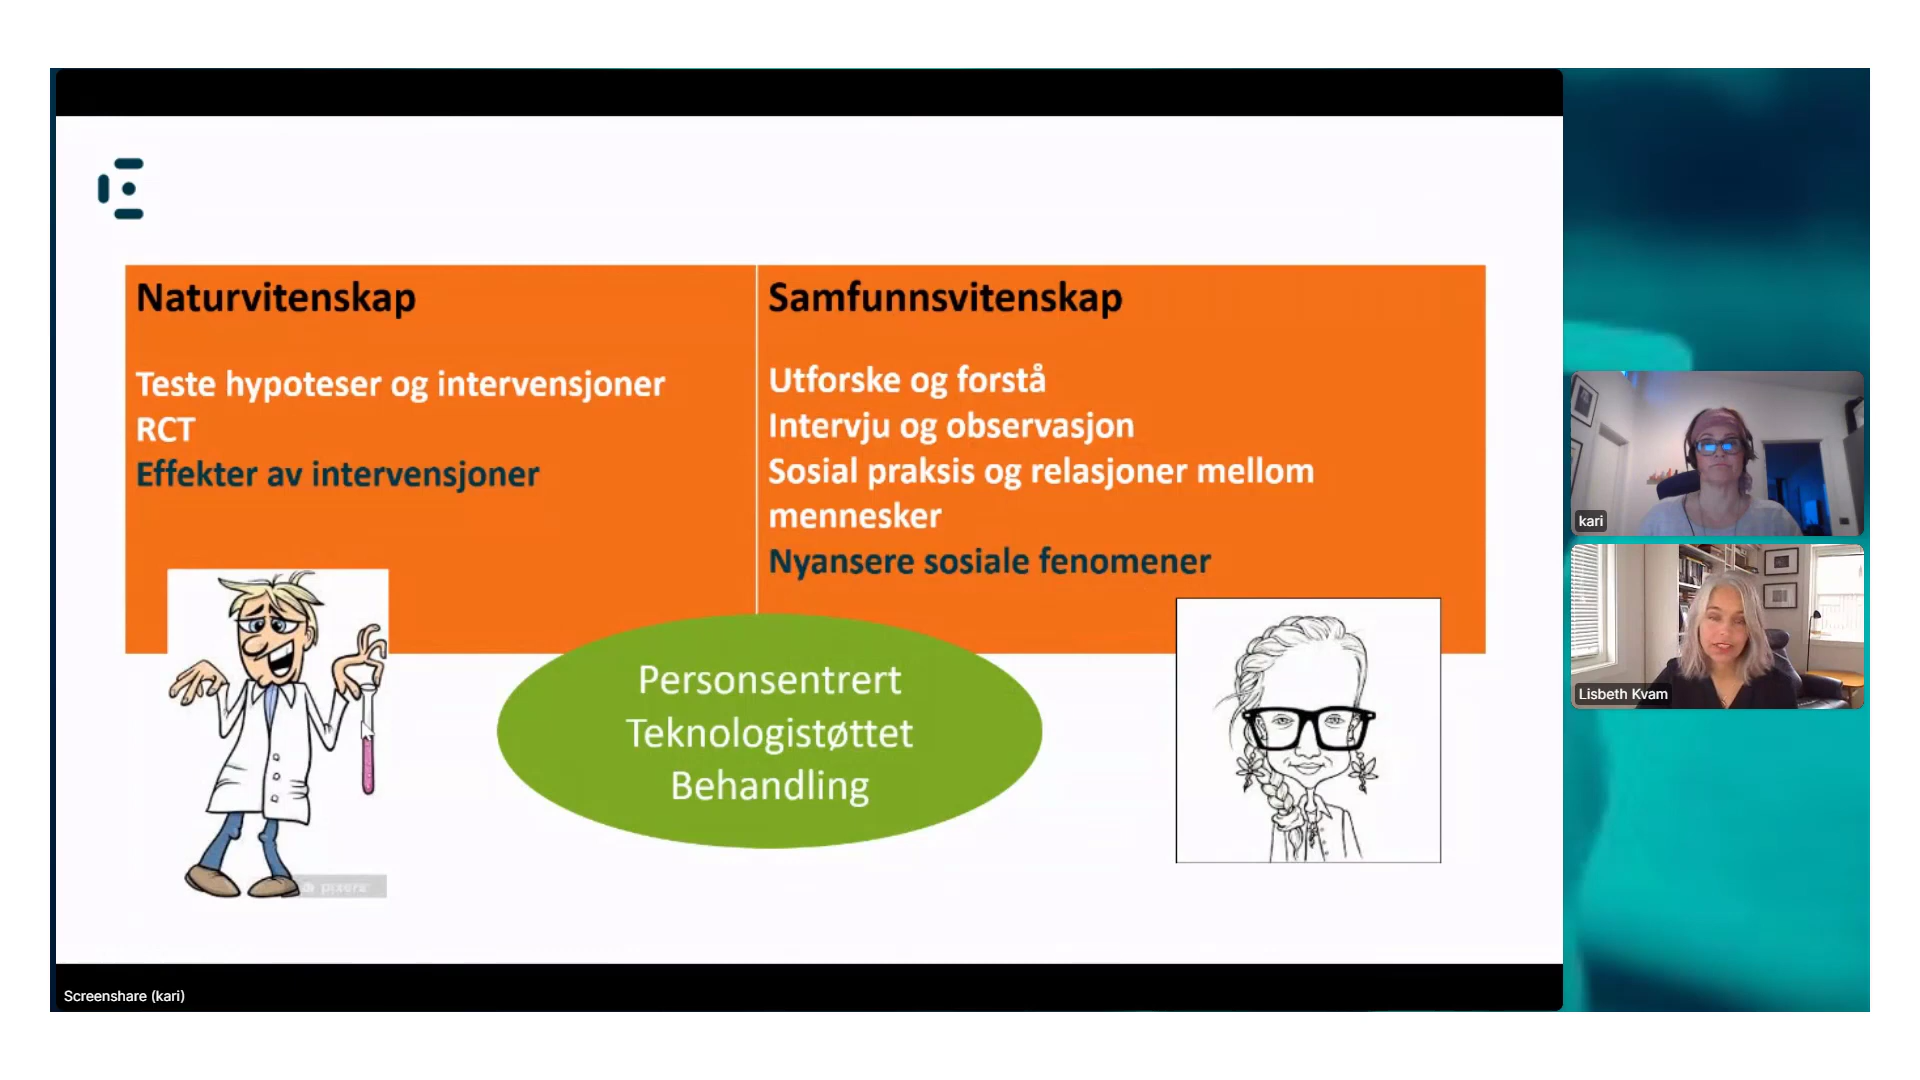 Naturvitenskap
Teste hypoteser og intervensjoner
RCT
Effekter av intervensjoner
Samfunnsvitenskap
Utforske og forstå
Intervju og observasjon
Sosial praksis og relasjoner mellom
mennesker
Nyansere sosiale fenomener
Personsentrert
Teknologistøttet
Behandling
kari
Lisbeth Kvam
Screenshare (kari)